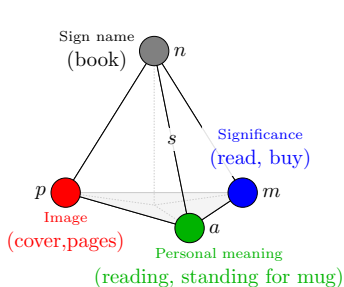 Sign name
(book)
n
s
Significance
(read, buy)
p
m
Image
(cover,pages)
a
Personal meaning
(reading, standing for mug)